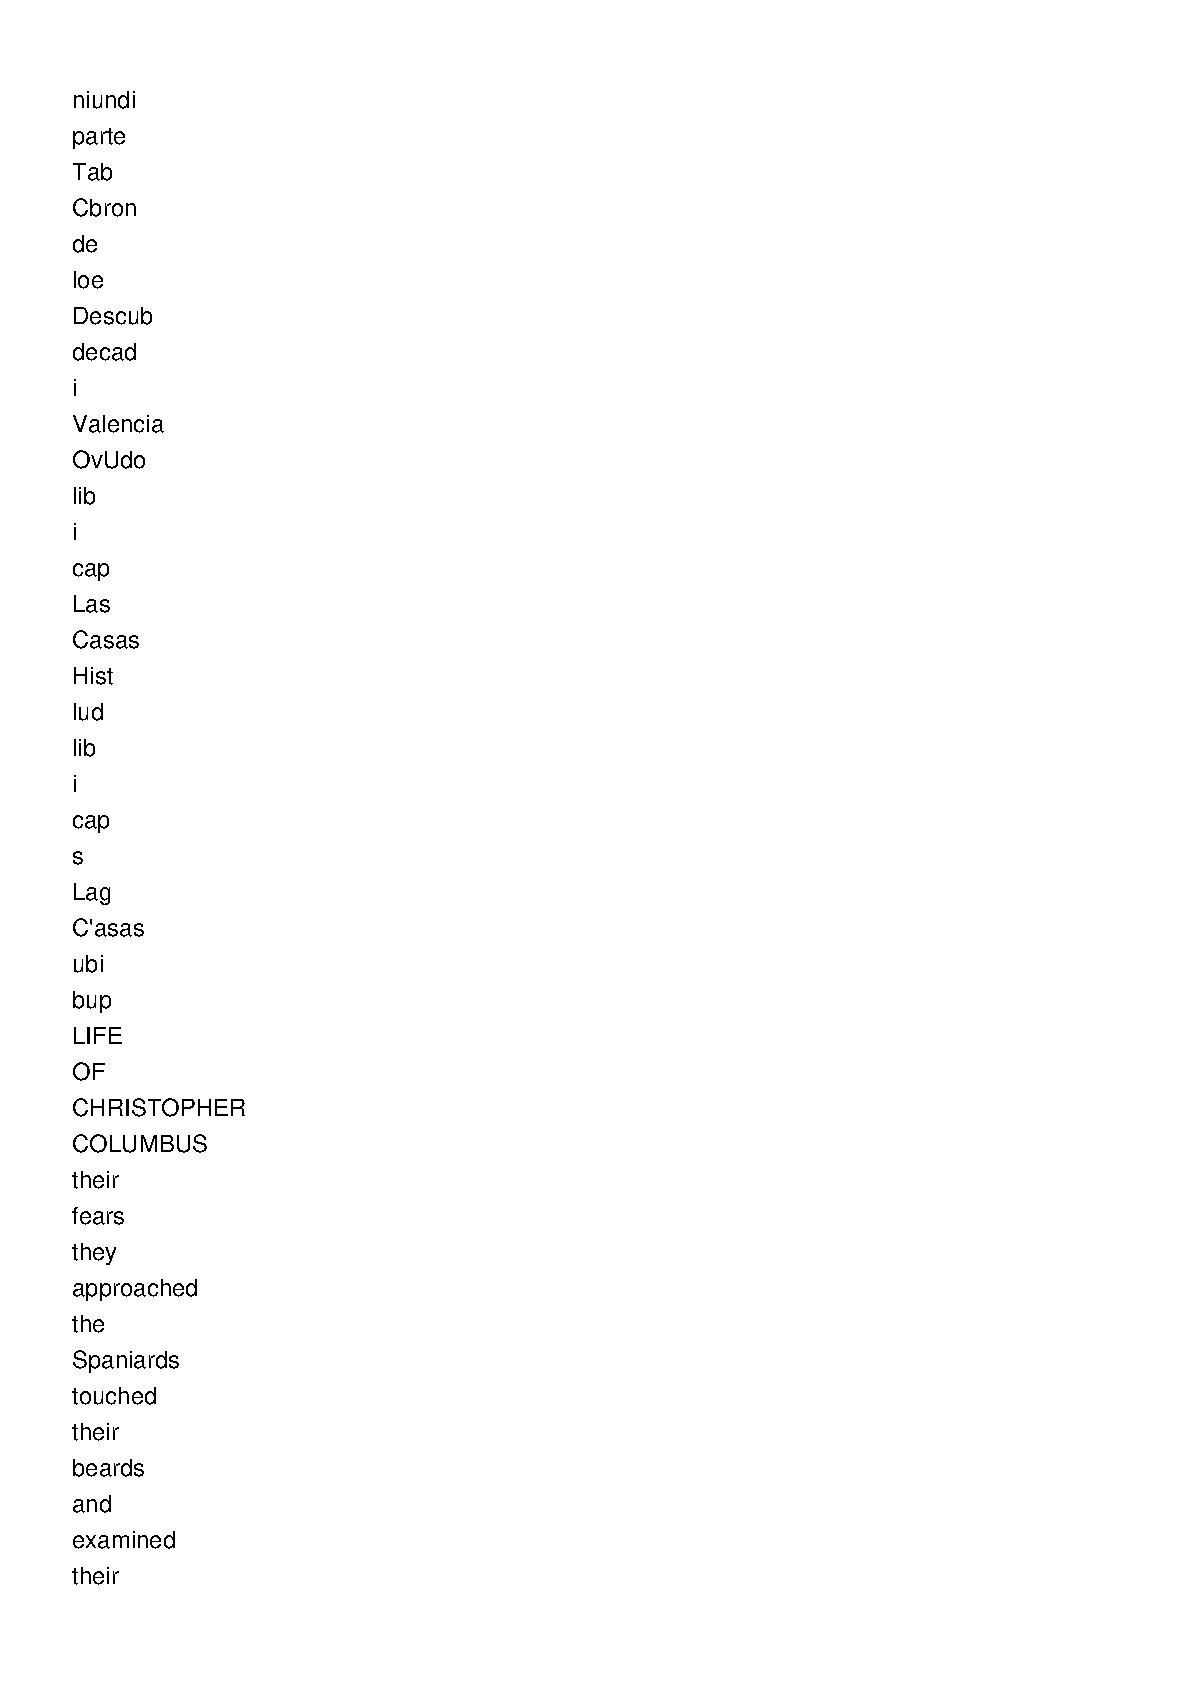 niundi
parte
Tab
Cbron
de
loe
Descub
decad
i
Valencia
OvUdo
lib
i
cap
Las
Casas
Hist
lud
lib
i
cap
s
Lag
C'asas
ubi
bup
LIFE
OF
CHRISTOPHER
COLUMBUS
their
fears
they
approached
the
Spaniards
touched
their
beards
and
examined
their